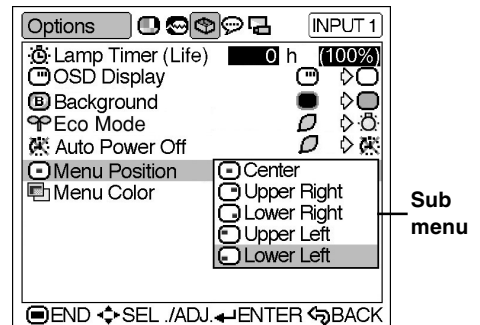 Options INPUT 1
Lamp Timer (Life) 0 h (100%)
OSD Display
B Background
Eco Mode
Auto Power Off
Menu Position
Menu Color
Center
Upper Right
Lower Right
Upper Left
Lower Left
Sub
menu
END SEL ./ADJ. ENTER BACK